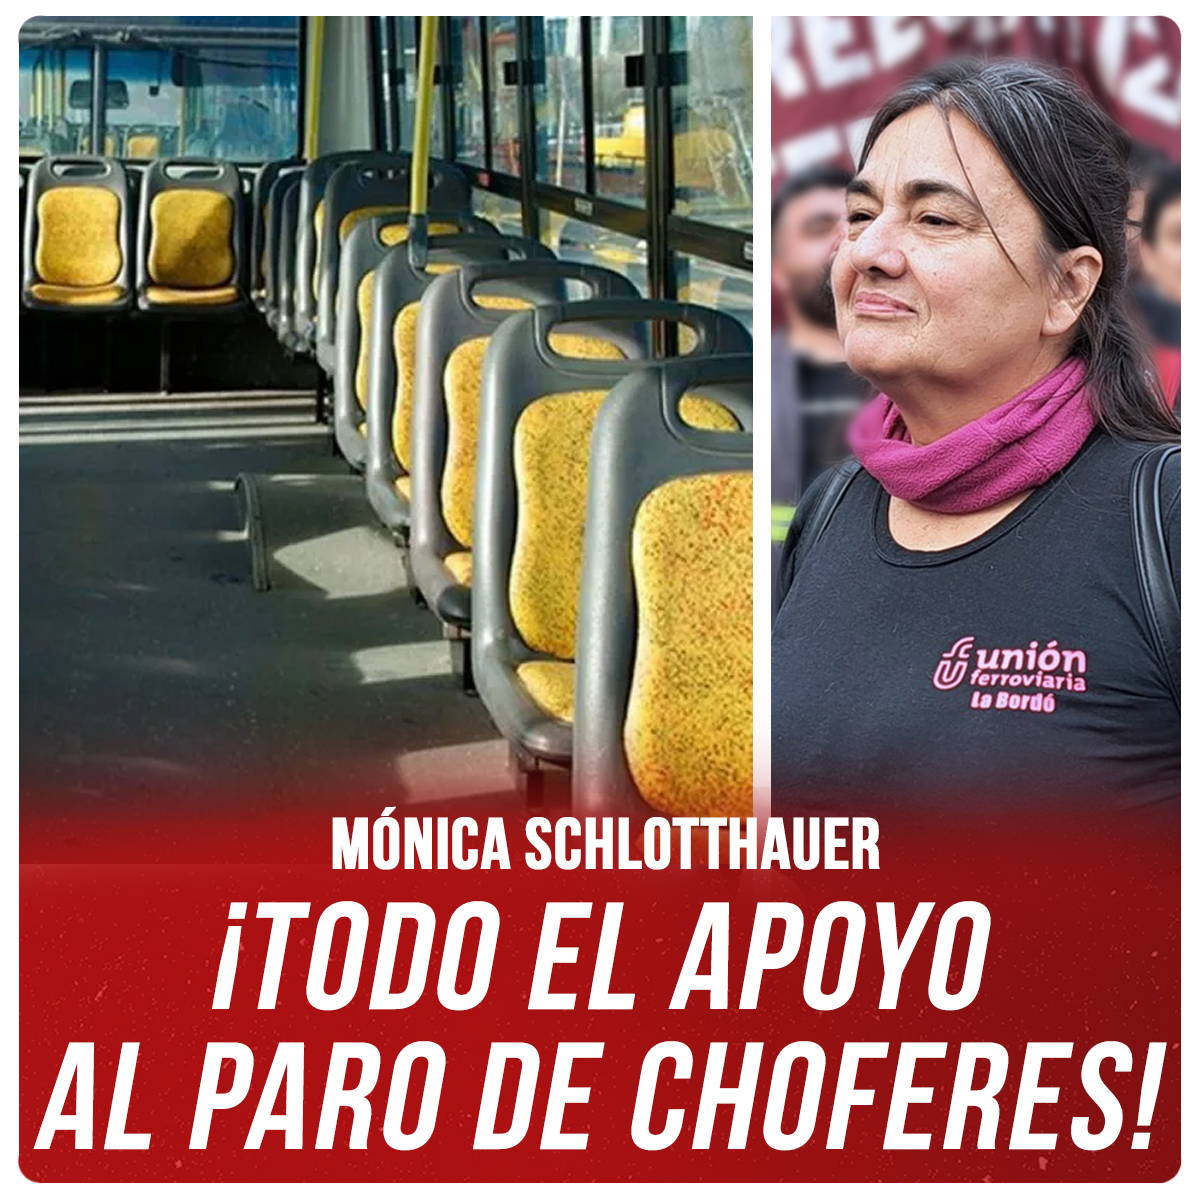 unión
ferroviaria
La Bordó
MÓNICA SCHLOTTHAUER
¡TODO EL APOYO
AL PARO DE CHOFERES!